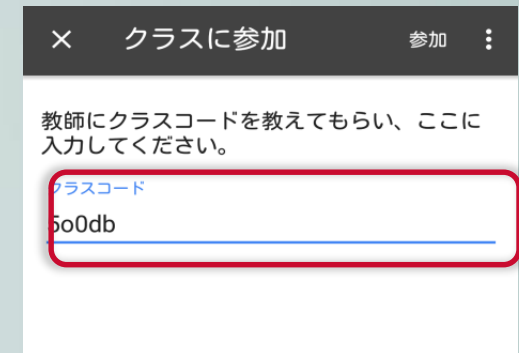 × クラスに参加 参加
教師にクラスコードを教えてもらい、ここに
入力してください。
クラスコード
5o0db